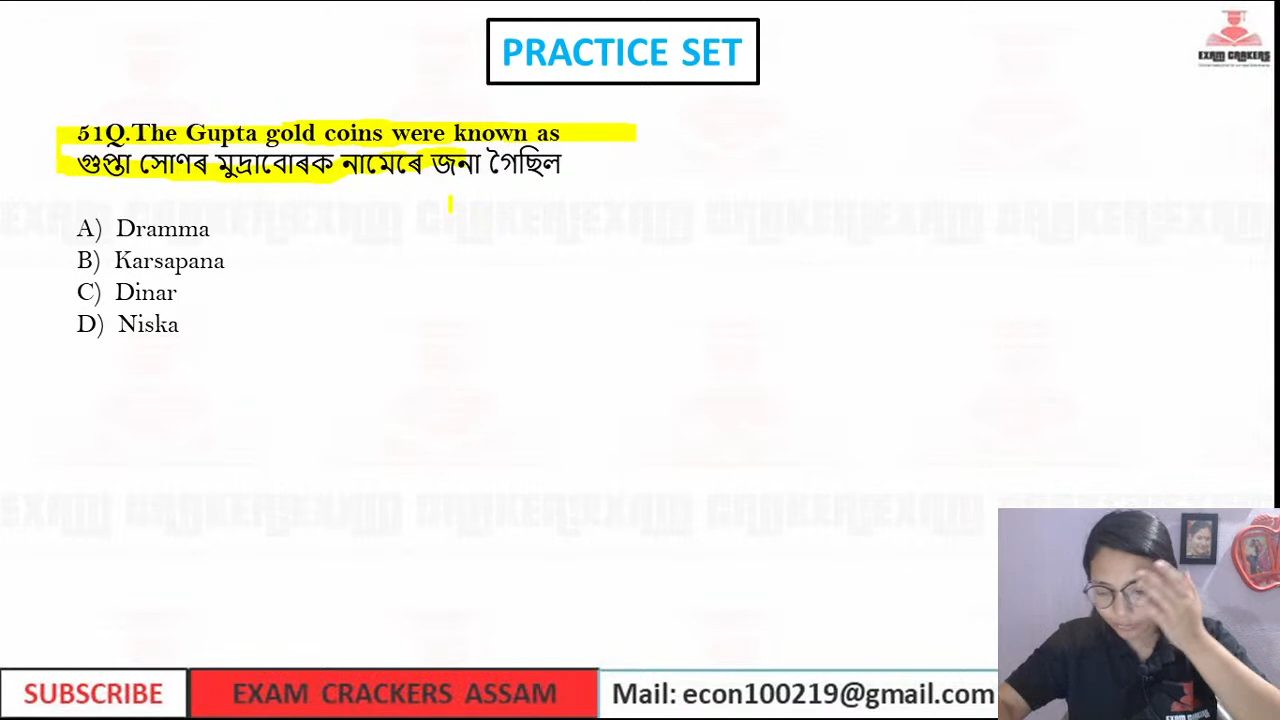 PRACTICE SET
EXAM CRAKERS
51Q.The Gupta gold coins were known as
গুপ্তা সোণৰ মুদ্ৰাবোৰক নামেৰে জনা গৈছিল
A) Dramma
B) Karsapana
C) Dinar
D) Niska
SUBSCRIBE
EXAM CRACKERS ASSAM
Mail: econ100219@gmail.com